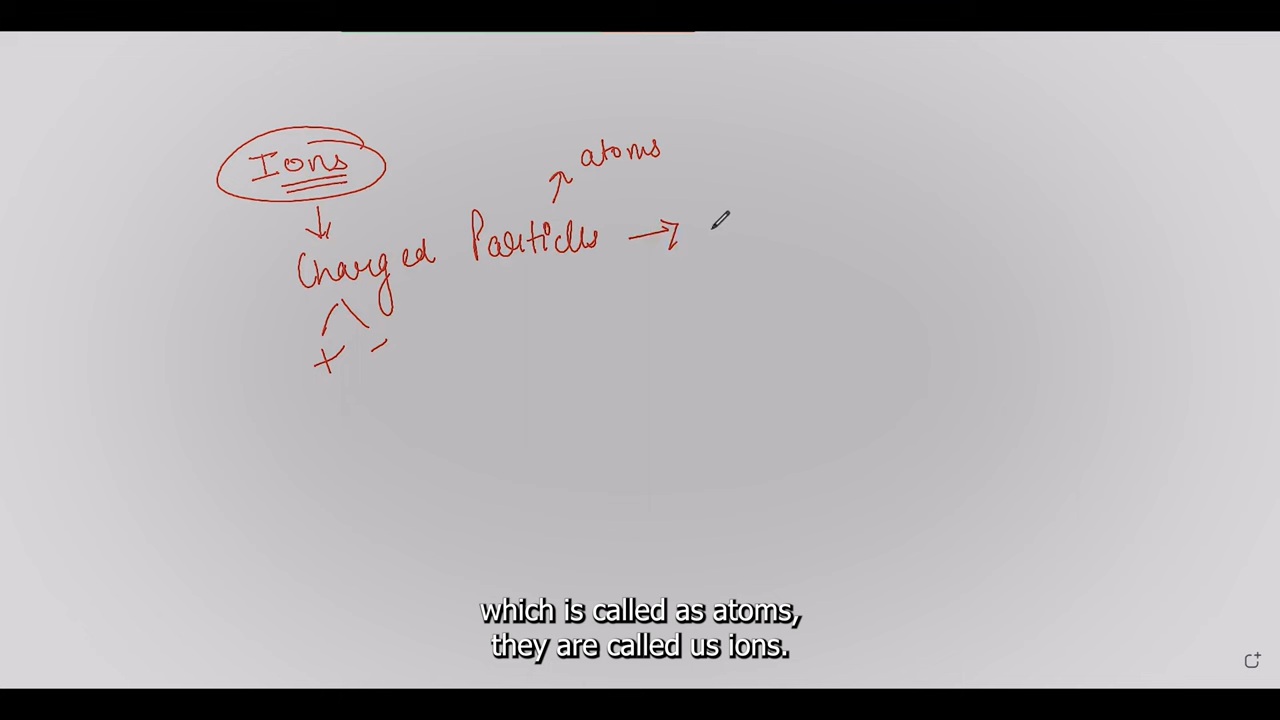 atoms
Ions
Charged Particles →
+ -
which is called as atoms,
they are called us ions.